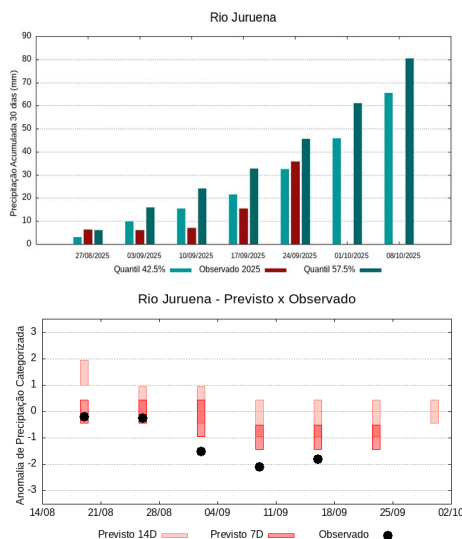 Rio Juruena
Precipitação Acumulada 30 dias (mm)
90
80
70
60
50
40
30
20
10
0
27/08/2025 03/09/2025 10/09/2025 17/09/2025 24/09/2025 01/10/2025 08/10/2025
Quantil 42.5% Observado 2025 Quantil 57.5%
Rio Juruena - Previsto x Observado
Anomalia de Preciptação Categorizada
3
2
1
0
-1
-2
-3
14/08 21/08 28/08 04/09 11/09 18/09 25/09 02/10
Previsto 14D Previsto 7D Observado